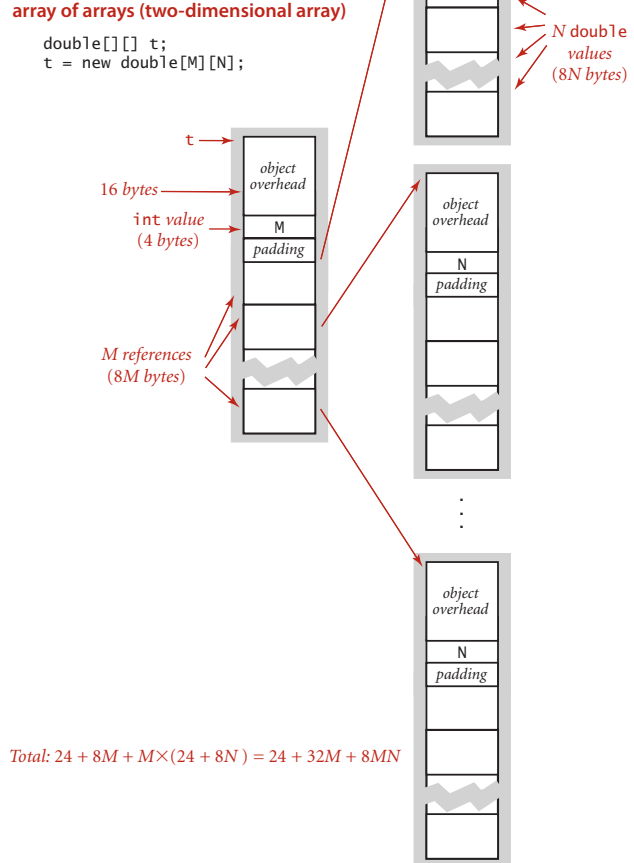 array of arrays (two-dimensional array)
double[][] t;
t = new double[M][N];
N double
values
(8N bytes)
t
object
overhead
16 bytes
int value
(4 bytes)
M
padding
M references
(8M bytes)
object
overhead
N
padding
.
.
.
object
overhead
N
padding
Total: 24 + 8M + M×(24 + 8N ) = 24 + 32M + 8MN